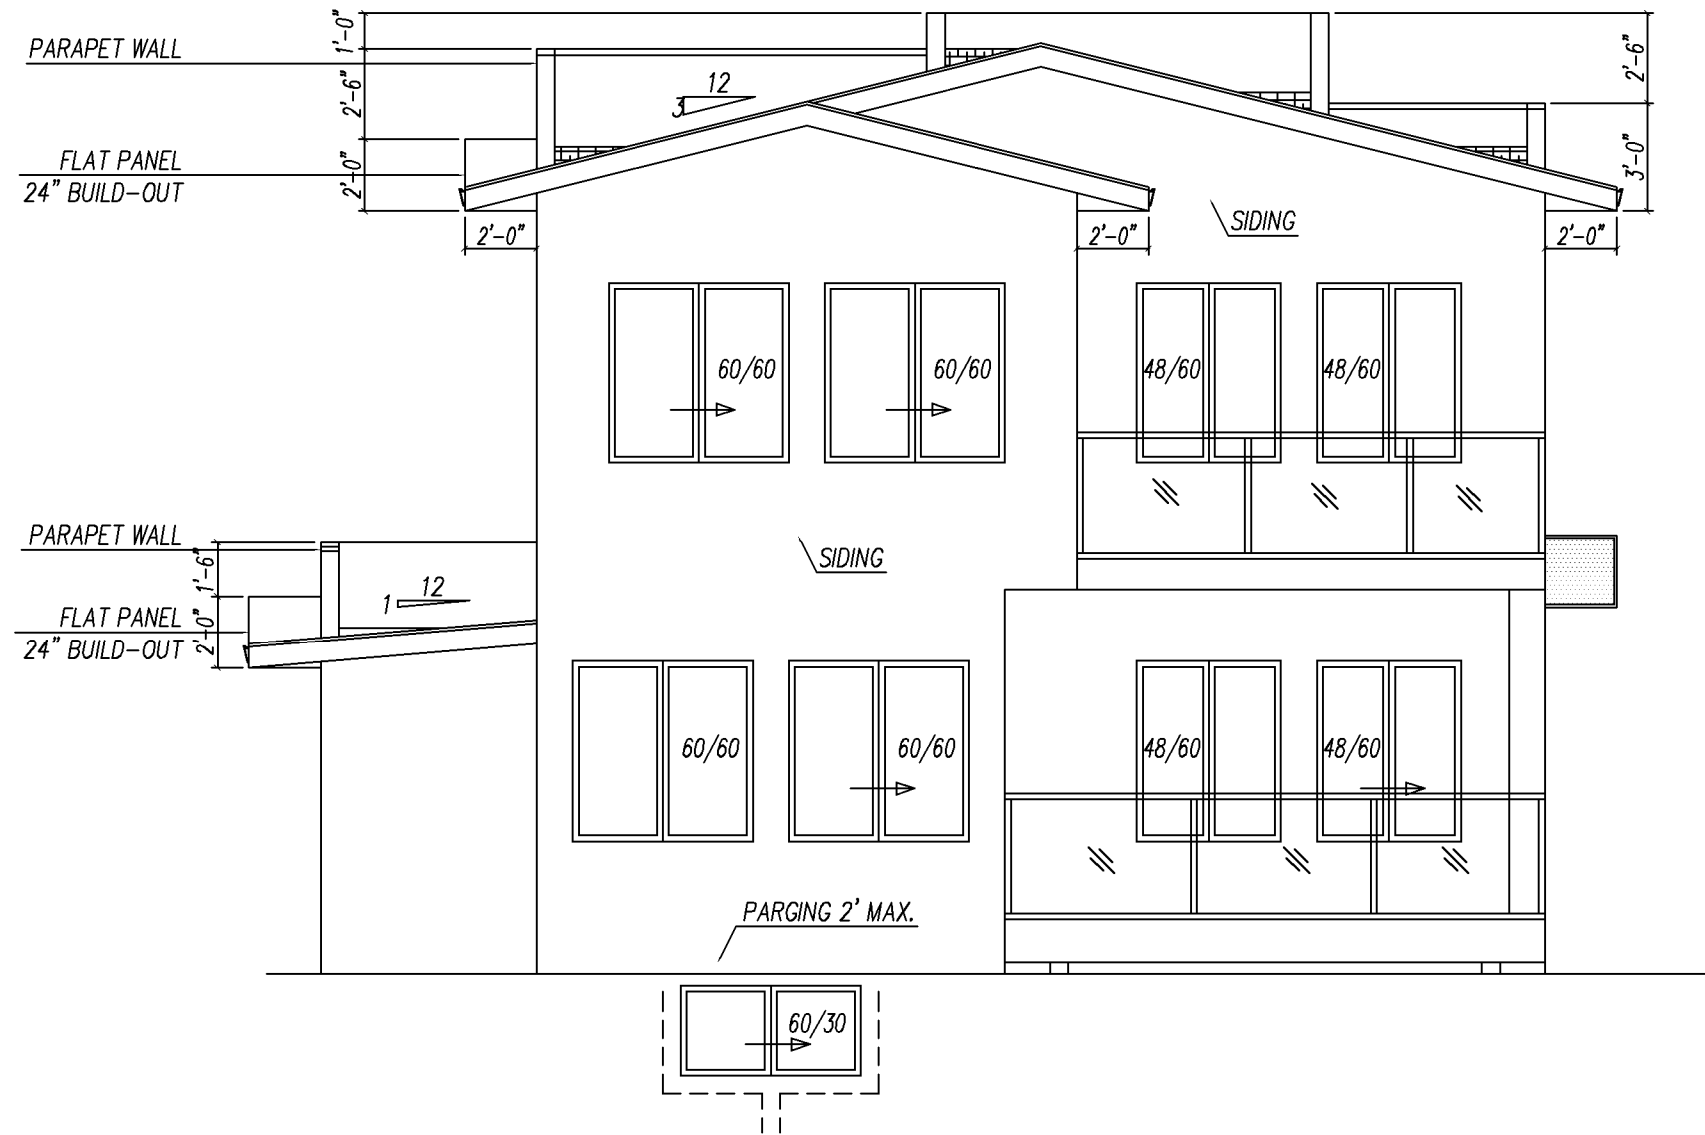 PARAPET WALL
1'-0"
2'-6"
2'-6"
12
3
FLAT PANEL
24" BUILD-OUT
2'-0"
3'-0"
2'-0"
2'-0"
SIDING
2'-0"
60/60
60/60
48/60
48/60
PARAPET WALL
1'-6"
SIDING
12
1
FLAT PANEL
24" BUILD-OUT
2'-0"
60/60
60/60
48/60
48/60
PARGING 2' MAX.
60/30